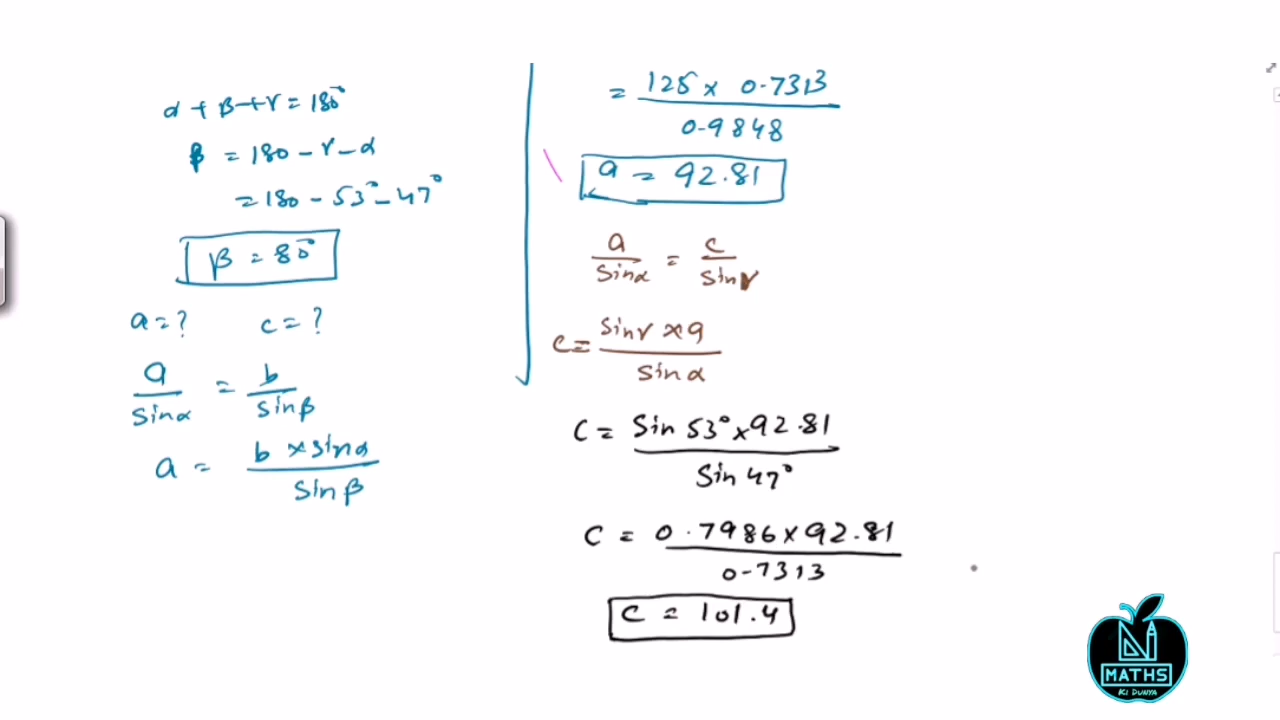 α + β + γ = 180°
β = 180 - γ - α
= 180 - 53° - 47°
β = 80°
a = ? c = ?
a/sinα = b/sinβ
a = b × sinα / sinβ
= 125 × 0.7313 / 0.9848
a = 92.81
a/sinα = c/sinγ
c = sinγ × a / sinα
C = Sin 53° × 92.81 / Sin 47°
C = 0.7986 × 92.81 / 0.7313
C = 101.4
MATHS
KI DUNYA